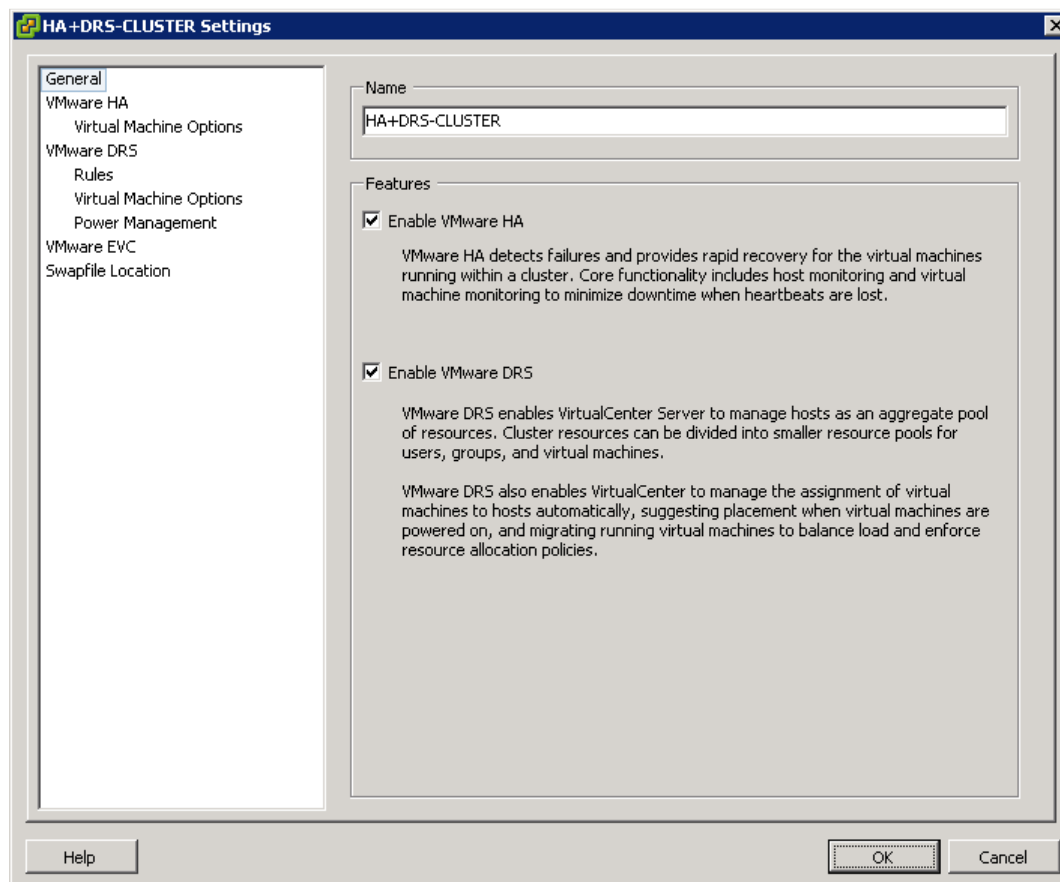 HA+DRS-CLUSTER Settings
General
VMware HA
Virtual Machine Options
VMware DRS
Rules
Virtual Machine Options
Power Management
VMware EVC
Swapfile Location
Name
HA+DRS-CLUSTER
Features
Enable VMware HA
VMware HA detects failures and provides rapid recovery for the virtual machines
running within a cluster. Core functionality includes host monitoring and virtual
machine monitoring to minimize downtime when heartbeats are lost.
Enable VMware DRS
VMware DRS enables VirtualCenter Server to manage hosts as an aggregate pool
of resources. Cluster resources can be divided into smaller resource pools for
users, groups, and virtual machines.
VMware DRS also enables VirtualCenter to manage the assignment of virtual
machines to hosts automatically, suggesting placement when virtual machines are
powered on, and migrating running virtual machines to balance load and enforce
resource allocation policies.
Help
OK
Cancel